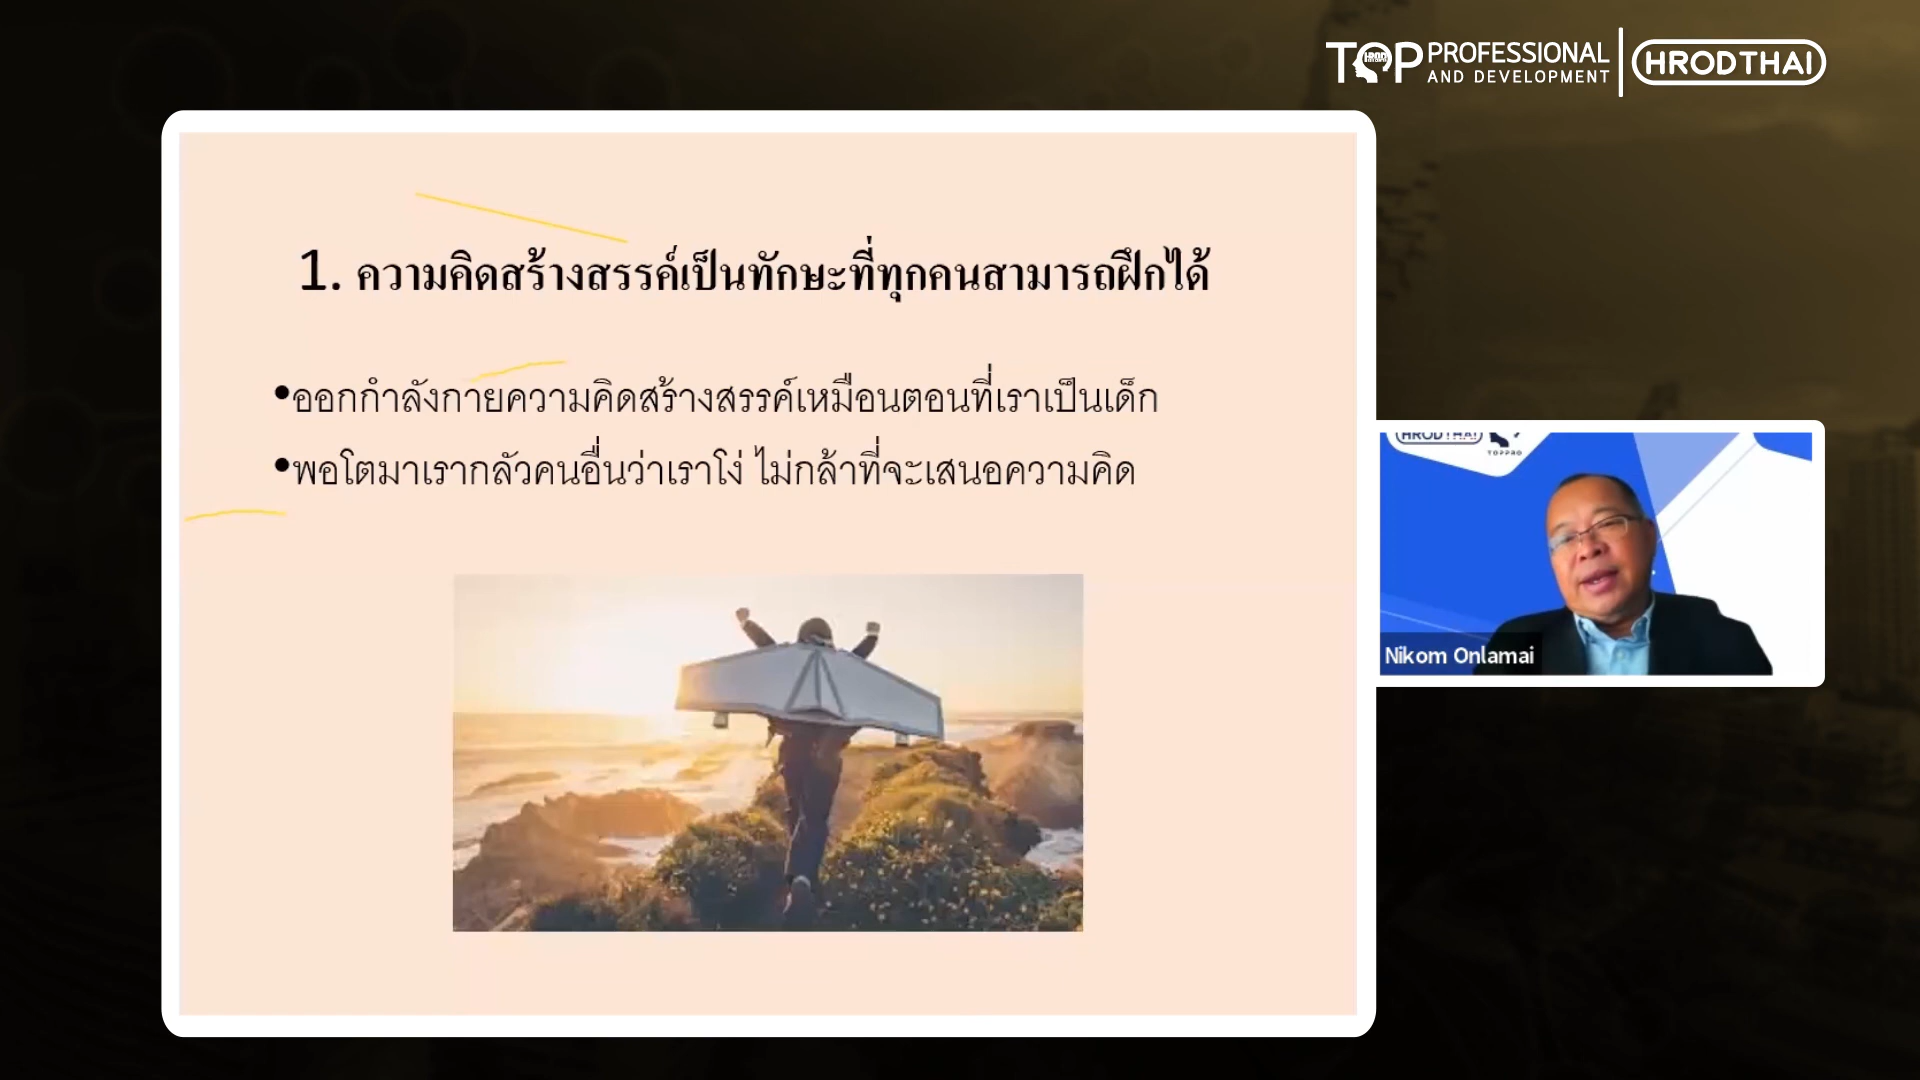 TOP PROFESSIONAL
AND DEVELOPMENT
HRODTHAI
1. ความคิดสร้างสรรค์เป็นทักษะที่ทุกคนสามารถฝึกได้
•ออกกำลังกายความคิดสร้างสรรค์เหมือนตอนที่เราเป็นเด็ก
•พอโตมาเรากลัวคนอื่นว่าเราโง่ ไม่กล้าที่จะเสนอความคิด
HRODTHAI
TOPPRO
Nikom Onlamai